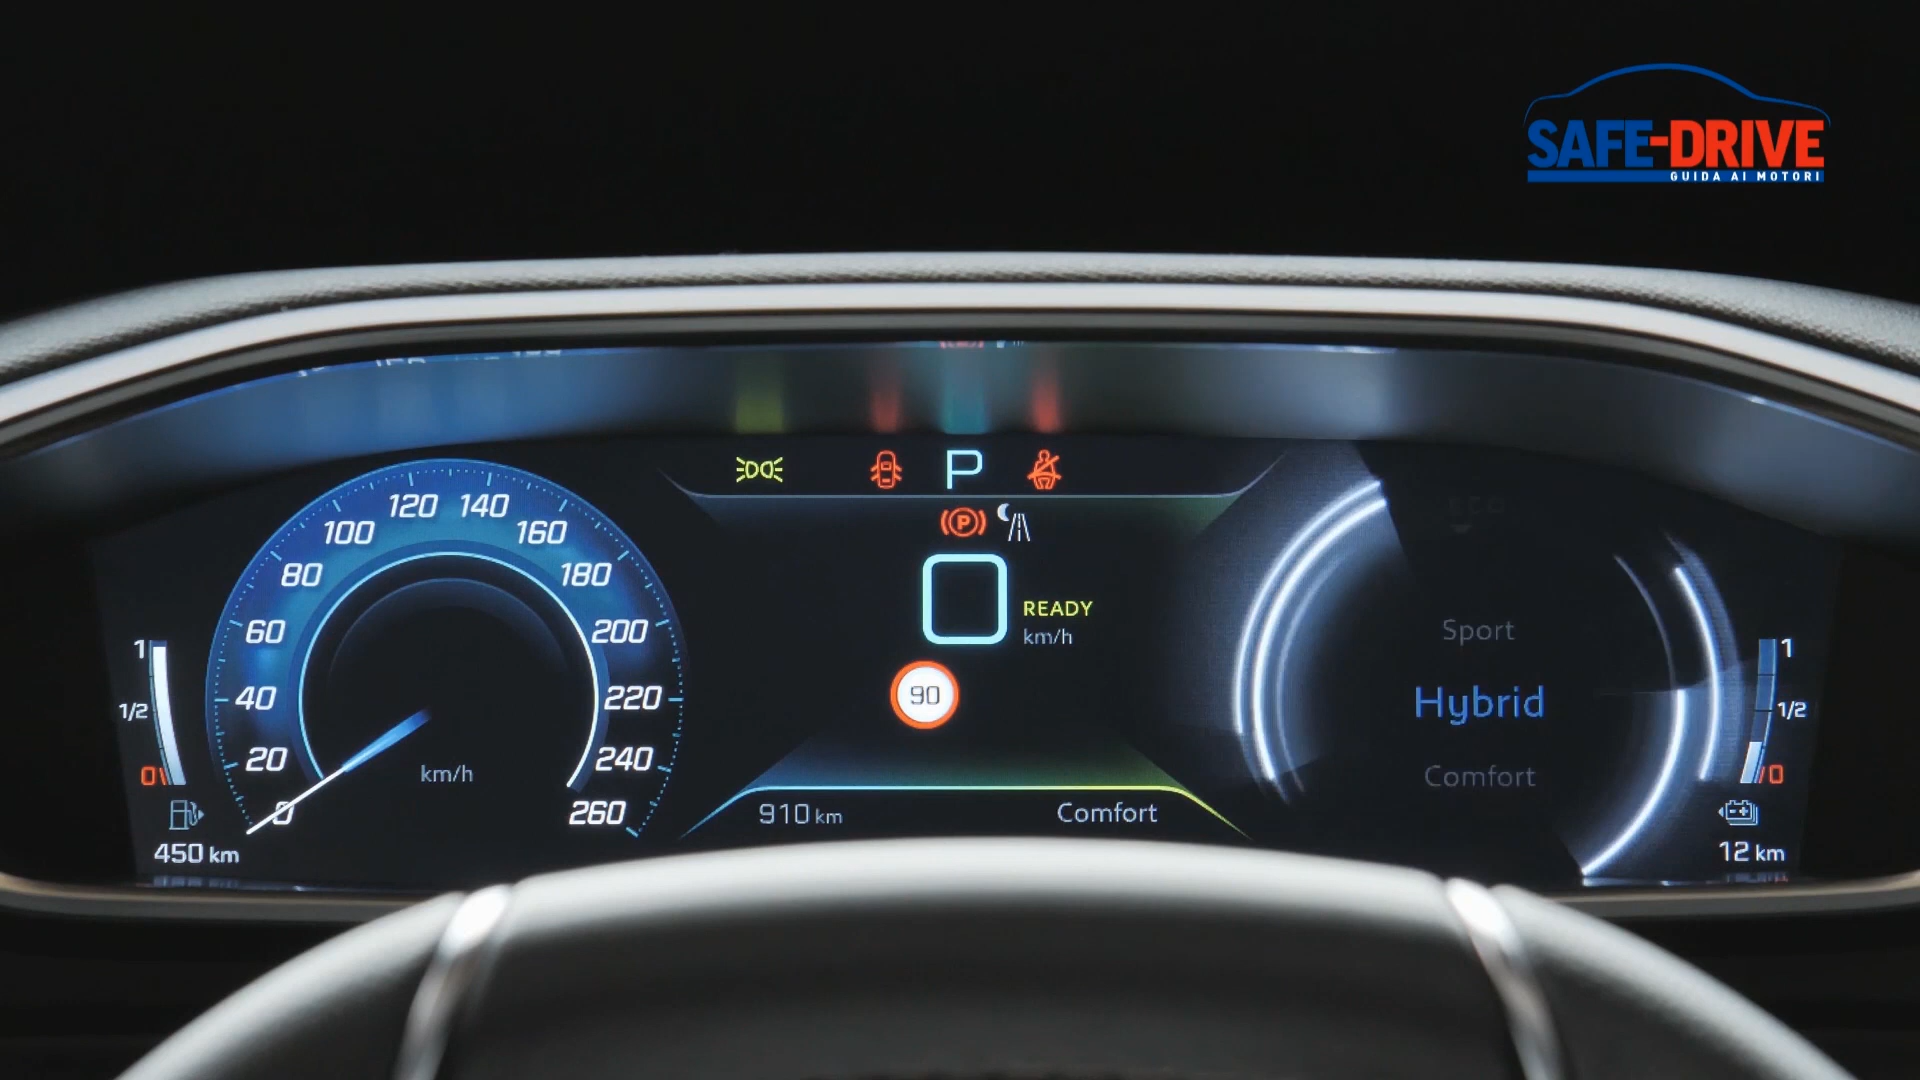 SAFE-DRIVE
GUIDA AI MOTORI
P
(P)
READY
km/h
90
910 km
Comfort
120 140
100 160
80 180
60 200
40 220
20 240
0 260
km/h
1
1/2
0
450 km
Sport
Hybrid
Comfort
1
1/2
0
12 km